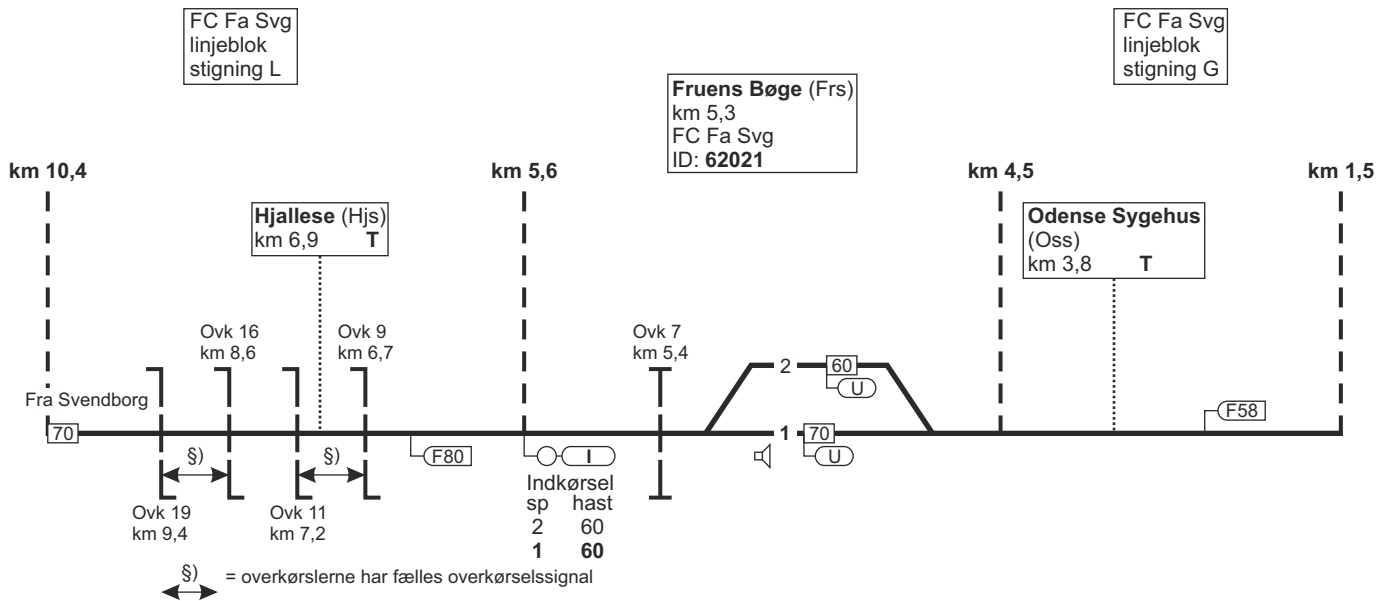 FC Fa Svg
linjeblok
stigning L
FC Fa Svg
linjeblok
stigning G
Fruens Bøge (Frs)
km 5,3
FC Fa Svg
ID: 62021
km 10,4
km 5,6
km 4,5
km 1,5
Hjallese (Hjs)
km 6,9 T
Odense Sygehus
(Oss)
km 3,8 T
Ovk 16
km 8,6
Ovk 9
km 6,7
Ovk 7
km 5,4
2 60
U
Fra Svendborg
F58
70
1 70
§)
§)
F80
I
U
Indkørsel
sp hast
2 60
1 60
Ovk 19
km 9,4
Ovk 11
km 7,2
§) = overkørslerne har fælles overkørselssignal